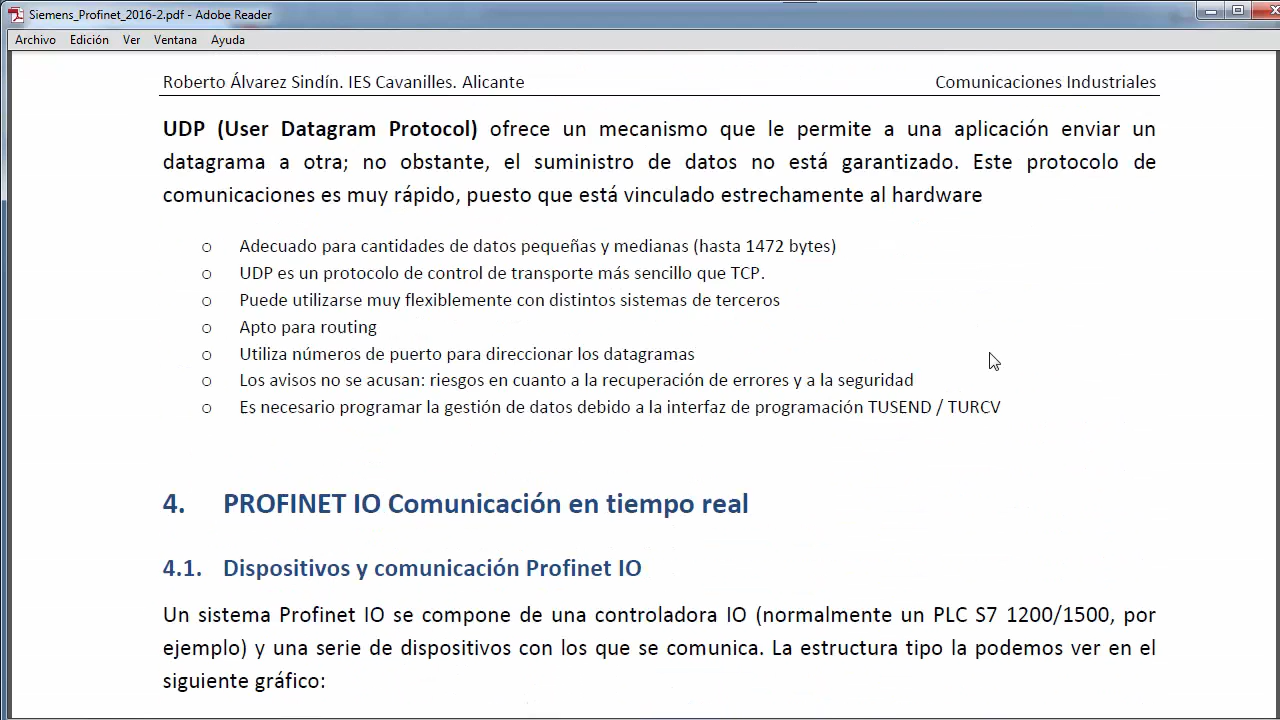 Siemens_Profinet_2016-2.pdf - Adobe Reader
Archivo Edición Ver Ventana Ayuda
Roberto Álvarez Sindín. IES Cavanilles. Alicante Comunicaciones Industriales
UDP (User Datagram Protocol) ofrece un mecanismo que le permite a una aplicación enviar un
datagrama a otra; no obstante, el suministro de datos no está garantizado. Este protocolo de
comunicaciones es muy rápido, puesto que está vinculado estrechamente al hardware
o Adecuado para cantidades de datos pequeñas y medianas (hasta 1472 bytes)
o UDP es un protocolo de control de transporte más sencillo que TCP.
o Puede utilizarse muy flexiblemente con distintos sistemas de terceros
o Apto para routing
o Utiliza números de puerto para direccionar los datagramas
o Los avisos no se acusan: riesgos en cuanto a la recuperación de errores y a la seguridad
o Es necesario programar la gestión de datos debido a la interfaz de programación TUSEND / TURCV
4. PROFINET IO Comunicación en tiempo real
4.1. Dispositivos y comunicación Profinet IO
Un sistema Profinet IO se compone de una controladora IO (normalmente un PLC S7 1200/1500, por
ejemplo) y una serie de dispositivos con los que se comunica. La estructura tipo la podemos ver en el
siguiente gráfico: